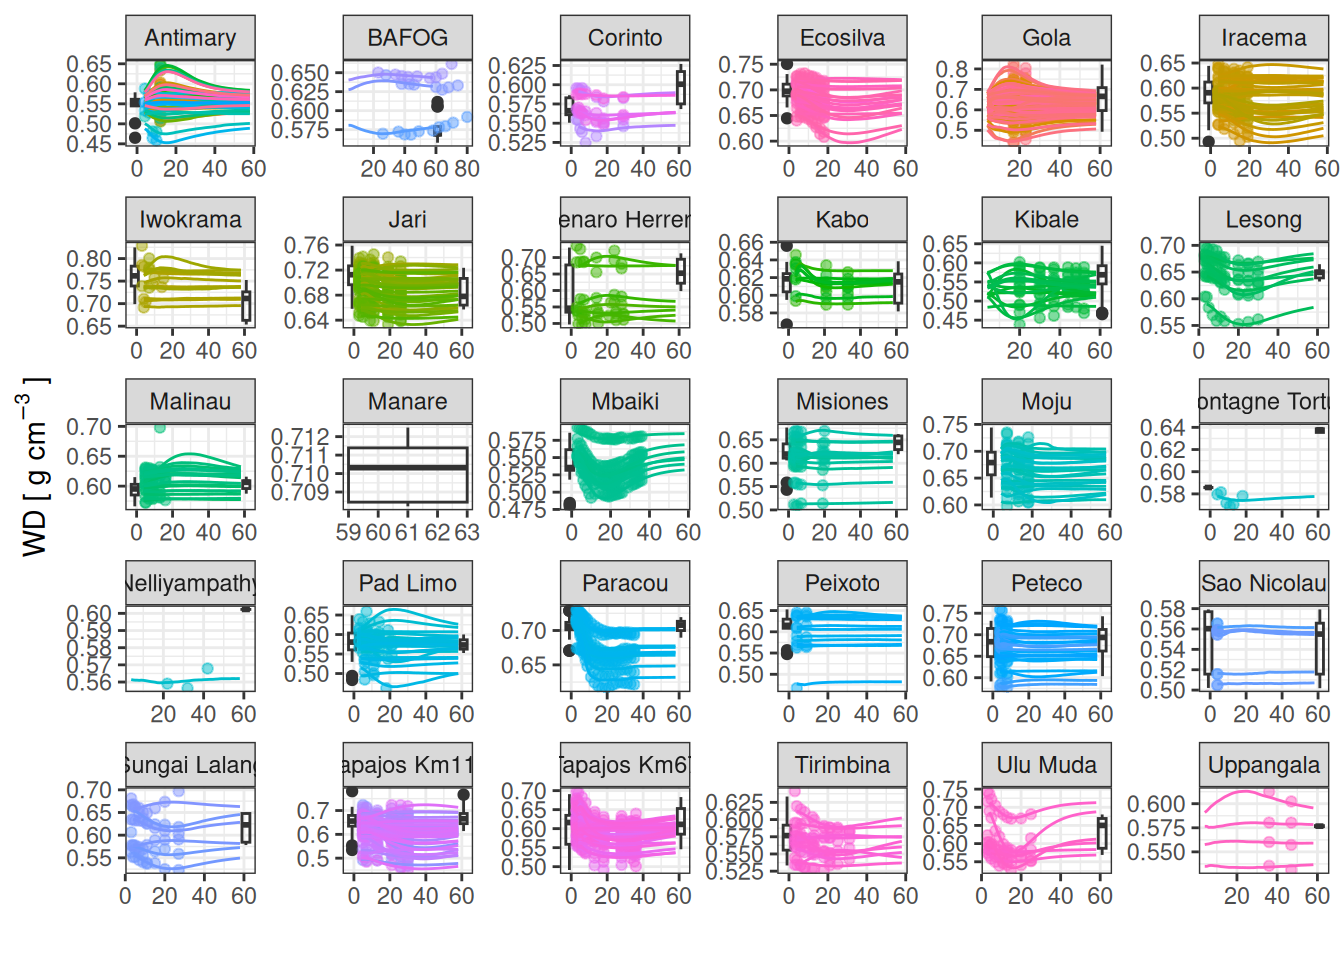 Antimary BAFOG Corinto Ecosilva Gola Iracema
0.65 0.60 0.55 0.50 0.45 0.650 0.625 0.600 0.575 0.625 0.600 0.575 0.550 0.525 0.75 0.70 0.65 0.60 0.8 0.7 0.6 0.5 0.65 0.60 0.55 0.50
0 20 40 60 20 40 60 80 0 20 40 60 0 20 40 60 20 40 60 0 20 40 60
Iwokrama Jari enaro Herrer Kabo Kibale Lesong
0.80 0.75 0.70 0.65 0.76 0.72 0.68 0.64 0.70 0.65 0.60 0.55 0.50 0.66 0.64 0.62 0.60 0.58 0.65 0.60 0.55 0.50 0.45 0.70 0.65 0.60 0.55
0 20 40 60 0 20 40 60 0 20 40 60 0 20 40 60 20 40 60 0 20 40 60
WD [ g cm⁻³ ]
Malinau Manare Mbaiki Misiones Moju ontagne Tortu
0.70 0.65 0.60 0.712 0.711 0.710 0.709 0.575 0.550 0.525 0.500 0.475 0.65 0.60 0.55 0.50 0.75 0.70 0.65 0.60 0.64 0.62 0.60 0.58
0 20 40 60 59 60 61 62 63 0 20 40 60 0 20 40 60 0 20 40 60 0 20 40 60
Nelliyampathy Pad Limo Paracou Peixoto Peteco Sao Nicolau
0.60 0.59 0.58 0.57 0.56 0.65 0.60 0.55 0.50 0.70 0.65 0.65 0.60 0.55 0.50 0.75 0.70 0.65 0.60 0.58 0.56 0.54 0.52 0.50
20 40 60 0 20 40 60 0 20 40 60 0 20 40 60 0 20 40 60 0 20 40 60
Sungai Lalang apajos Km11 Tapajos Km67 Tirimbina Ulu Muda Uppangala
0.70 0.65 0.60 0.55 0.7 0.6 0.5 0.70 0.65 0.60 0.55 0.50 0.625 0.600 0.575 0.550 0.525 0.75 0.70 0.65 0.60 0.55 0.600 0.575 0.550
0 20 40 60 0 20 40 60 0 20 40 60 0 20 40 60 0 20 40 60 20 40 60